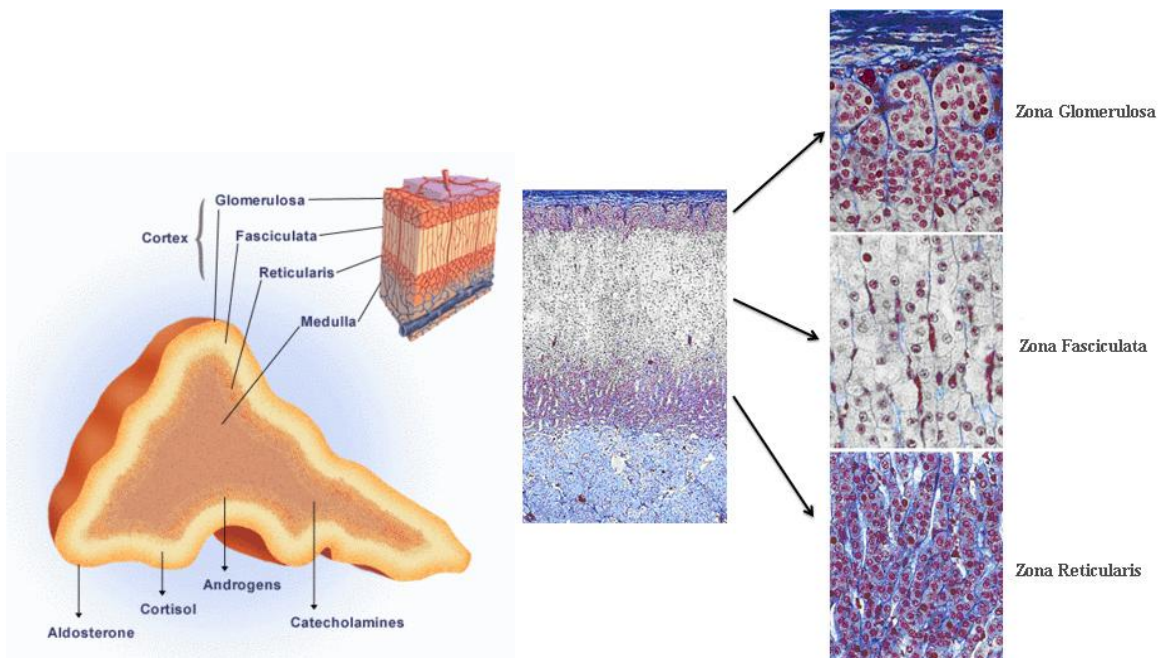 Glomerulosa
Cortex
Fasciculata
Reticularis
Medulla
Androgens
Cortisol
Catecholamines
Aldosterone
Zona Glomerulosa
Zona Fasciculata
Zona Reticularis